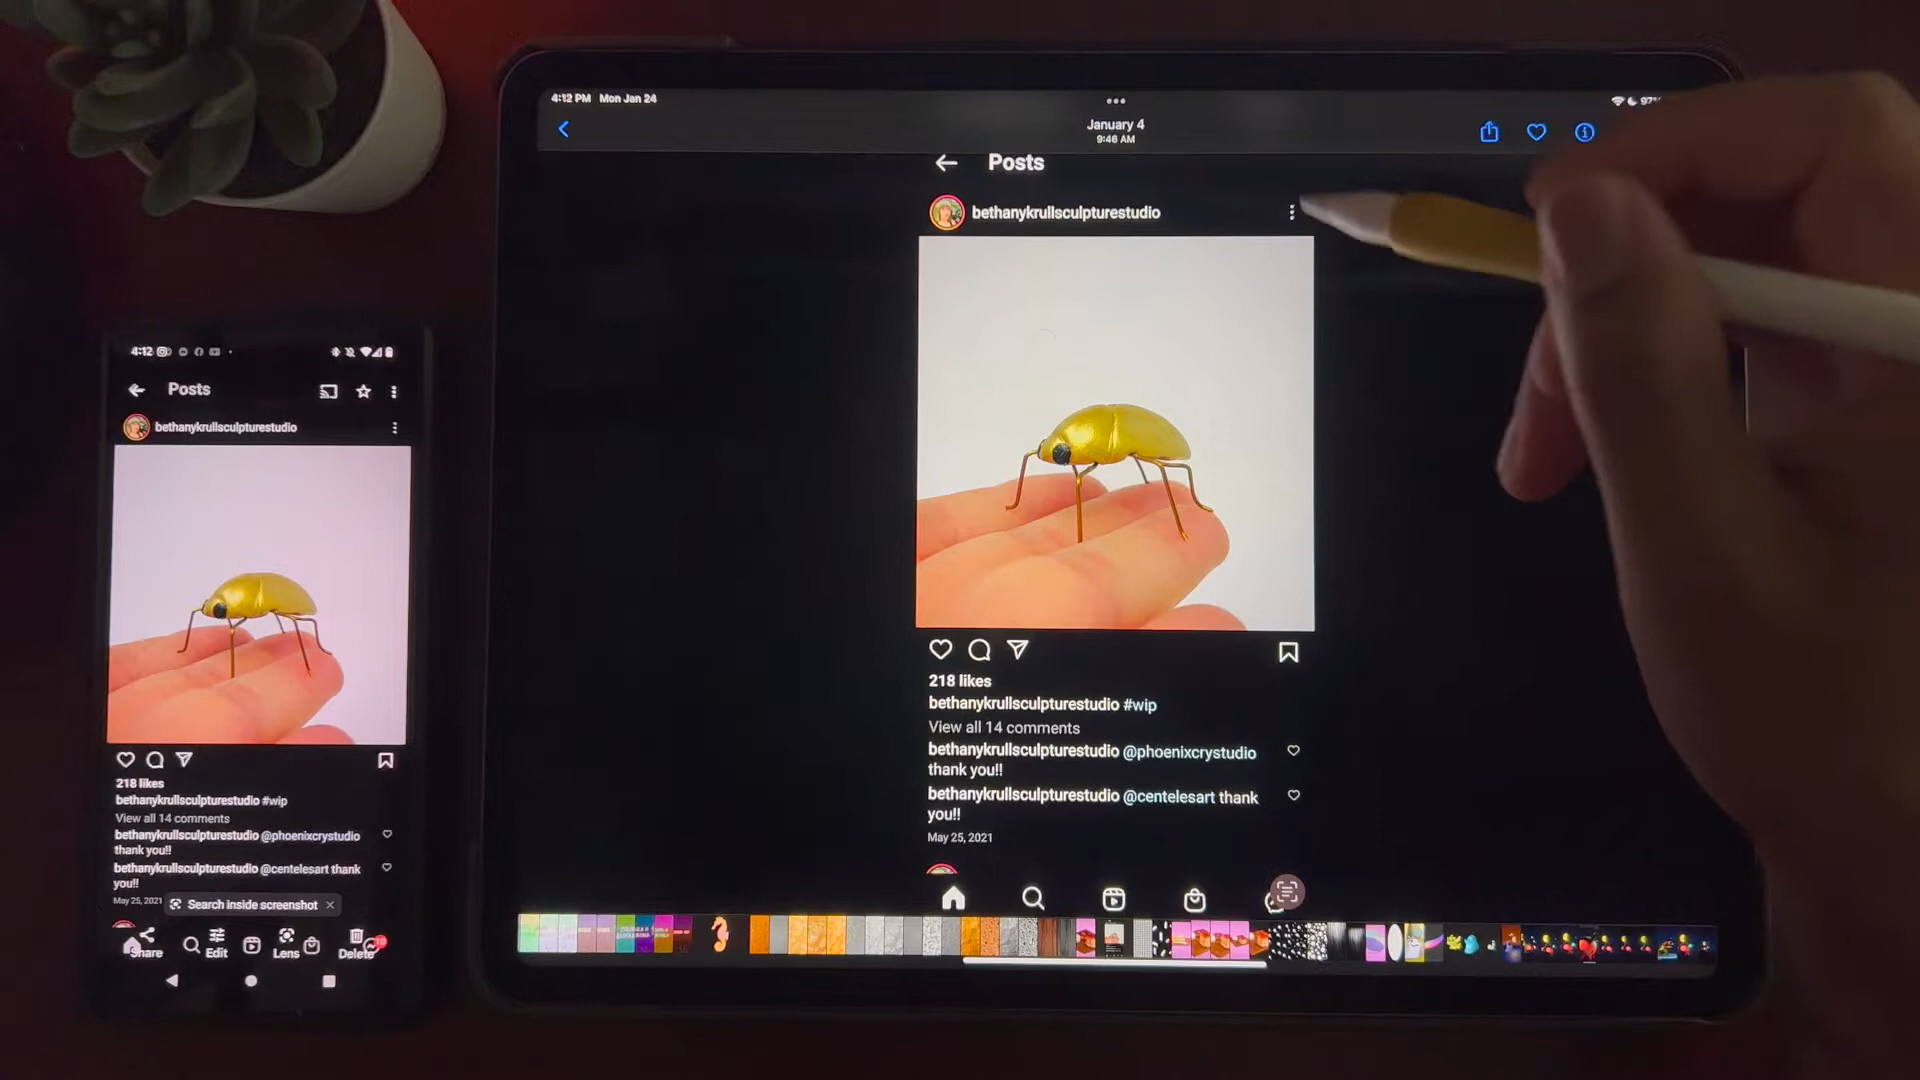 4:12
Posts
bethanykrullsculpturestudio
218 likes
bethanykrullsculpturestudio #wip
View all 14 comments
bethanykrullsculpturestudio @phoenixcrystudio
thank you!!
bethanykrullsculpturestudio @centelesart thank
you!!
May 25, 2021
Search inside screenshot
Share
Edit
Lens
Delete
4:12 PM Mon Jan 24
97%
January 4
9:46 AM
Posts
bethanykrullsculpturestudio
218 likes
bethanykrullsculpturestudio #wip
View all 14 comments
bethanykrullsculpturestudio @phoenixcrystudio
thank you!!
bethanykrullsculpturestudio @centelesart thank
you!!
May 25, 2021